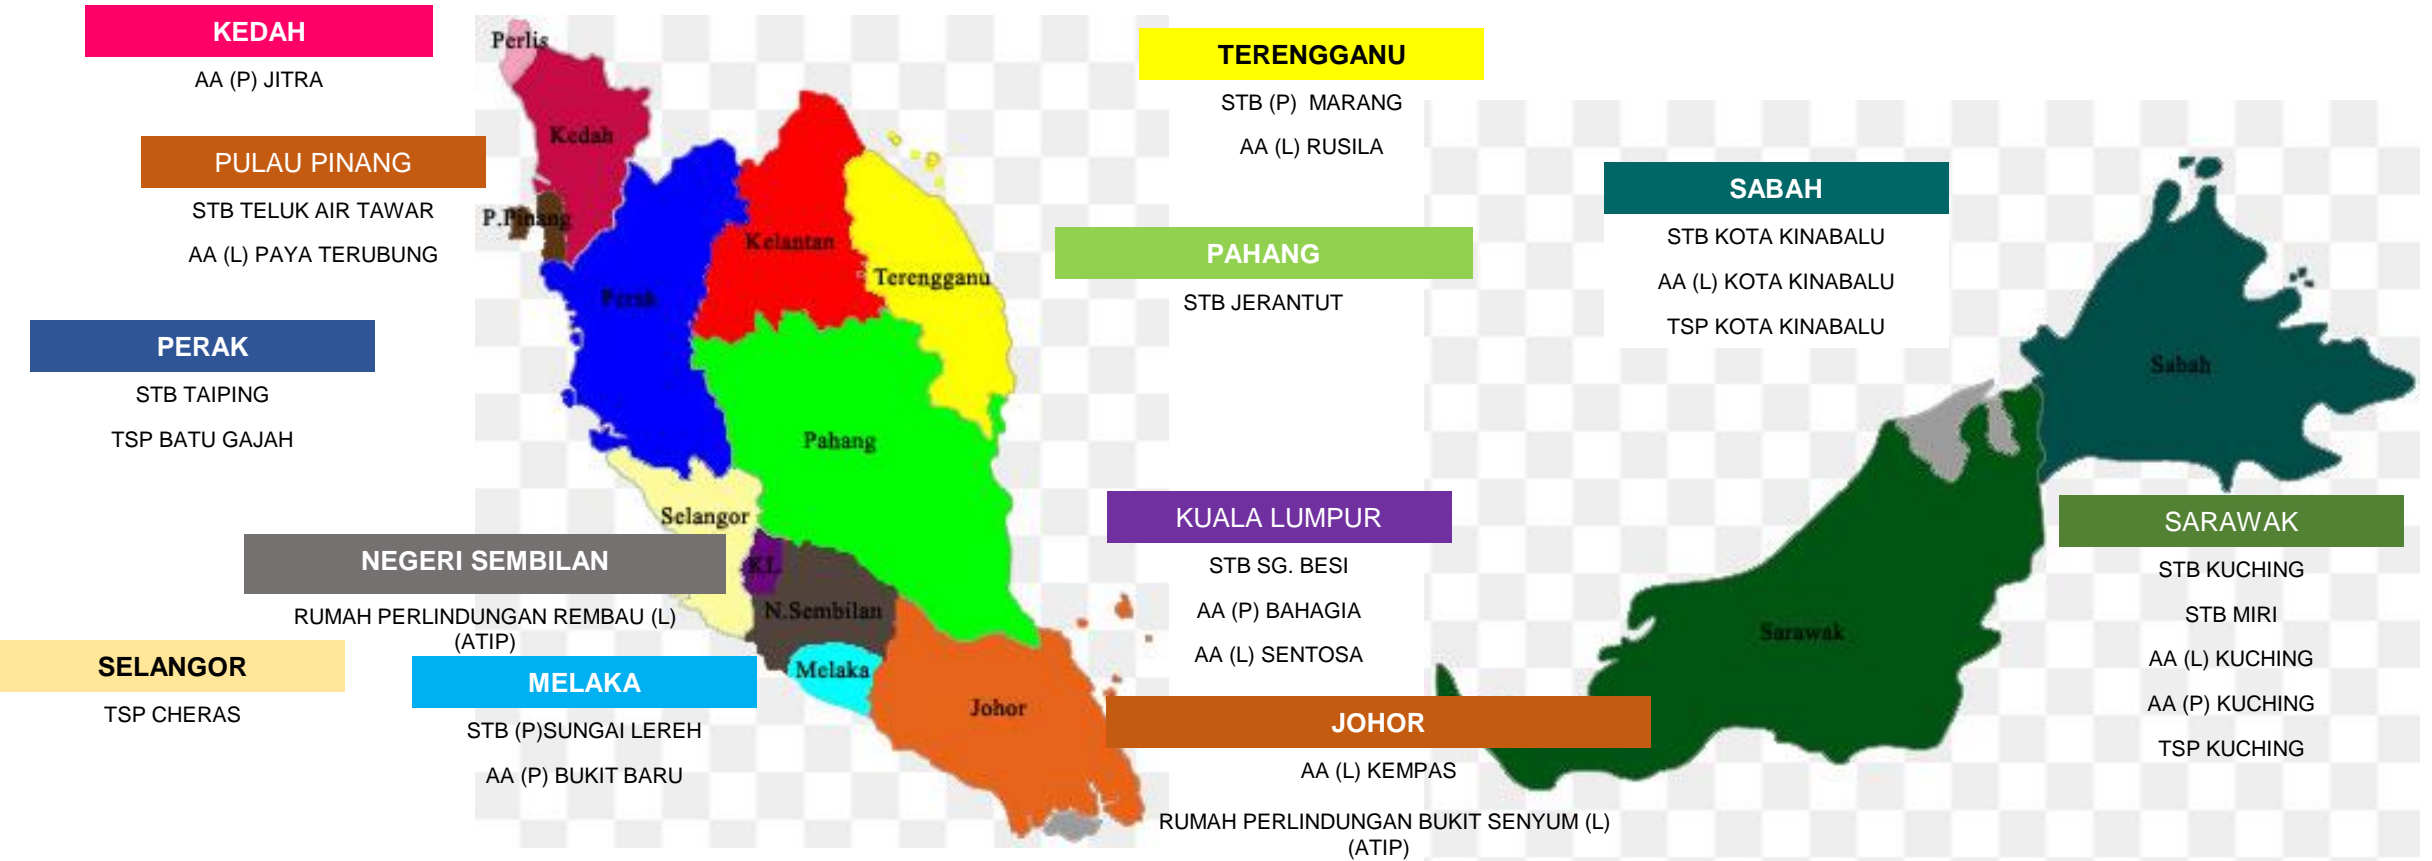 KEDAH
AA (P) JITRA
PULAU PINANG
STB TELUK AIR TAWAR
AA (L) PAYA TERUBUNG
PERAK
STB TAIPING
TSP BATU GAJAH
NEGERI SEMBILAN
RUMAH PERLINDUNGAN REMBAU (L)
(ATIP)
SELANGOR
TSP CHERAS
MELAKA
STB (P)SUNGAI LEREH
AA (P) BUKIT BARU
Perlis
Kedah
P.Pinang
Perak
Kelantan
Terengganu
Pahang
Selangor
KL
N.Sembilan
Melaka
Johor
TERENGGANU
STB (P) MARANG
AA (L) RUSILA
PAHANG
STB JERANTUT
KUALA LUMPUR
STB SG. BESI
AA (P) BAHAGIA
AA (L) SENTOSA
JOHOR
AA (L) KEMPAS
RUMAH PERLINDUNGAN BUKIT SENYUM (L)
(ATIP)
SABAH
STB KOTA KINABALU
AA (L) KOTA KINABALU
TSP KOTA KINABALU
Sabah
Sarawak
SARAWAK
STB KUCHING
STB MIRI
AA (L) KUCHING
AA (P) KUCHING
TSP KUCHING